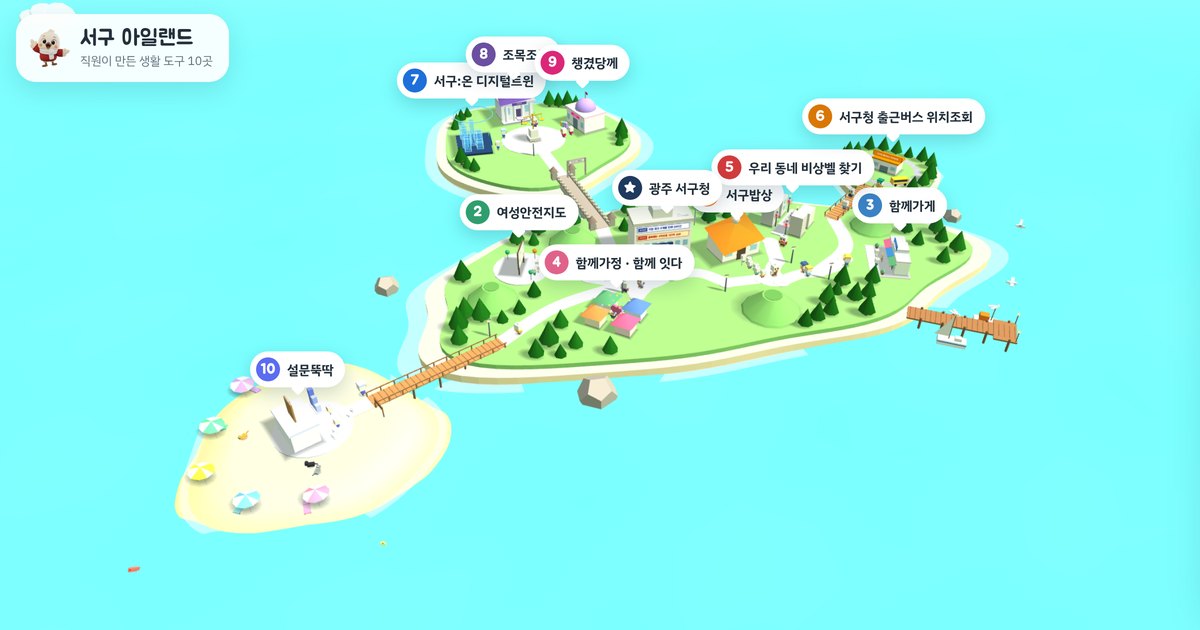 서구 아일랜드
직원이 만든 생활 도구 10곳
8 조목조
9 챙겼당께
7 서구:온 디지털트윈
6 서구청 출근버스 위치조회
5 우리 동네 비상벨 찾기
광주 서구청
서구밥상
3 함께가게
2 여성안전지도
4 함께가정 · 함께 잇다
10 설문뚝딱